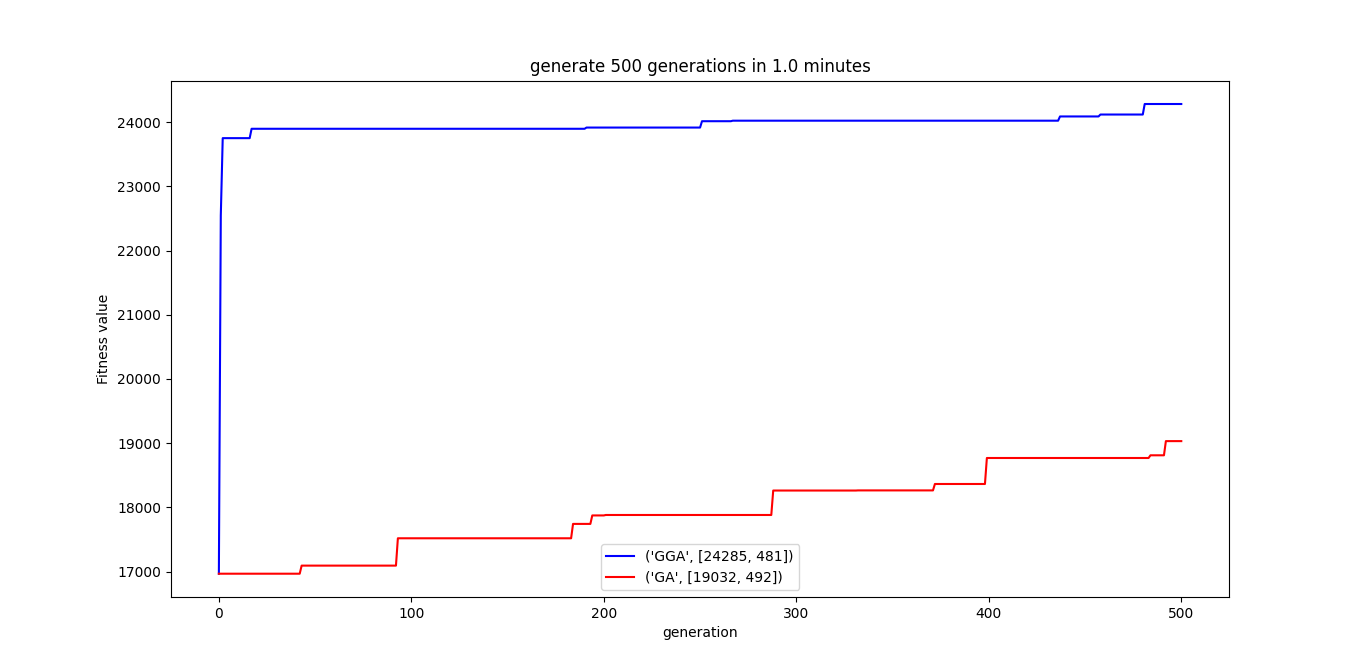 generate 500 generations in 1.0 minutes
Fitness value
24000
23000
22000
21000
20000
19000
18000
17000
('GGA', [24285, 481])
('GA', [19032, 492])
0 100 200 300 400 500
generation